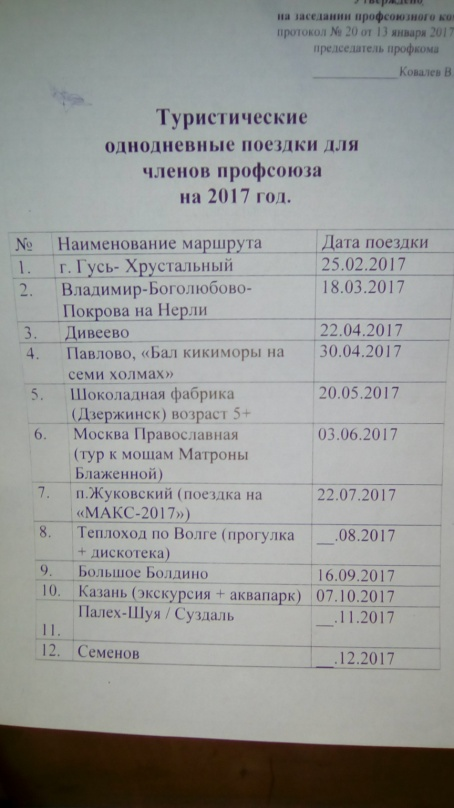 Утверждено
на заседании профсоюзного ко
протокол № 20 от 13 января 2017
председатель профкома
____________ Ковалев В.
Туристические
однодневные поездки для
членов профсоюза
на 2017 год.
№ Наименование маршрута Дата поездки
1. г. Гусь- Хрустальный 25.02.2017
2. Владимир-Боголюбово- 18.03.2017
Покрова на Нерли
3. Дивеево 22.04.2017
4. Павлово, «Бал кикиморы на 30.04.2017
семи холмах»
5. Шоколадная фабрика 20.05.2017
(Дзержинск) возраст 5+
6. Москва Православная 03.06.2017
(тур к мощам Матроны
Блаженной)
7. п.Жуковский (поездка на 22.07.2017
«МАКС-2017»)
8. Теплоход по Волге (прогулка __.08.2017
+ дискотека)
9. Большое Болдино 16.09.2017
10. Казань (экскурсия + аквапарк) 07.10.2017
Палех-Шуя / Суздаль __.11.2017
11.
12. Семенов __.12.2017